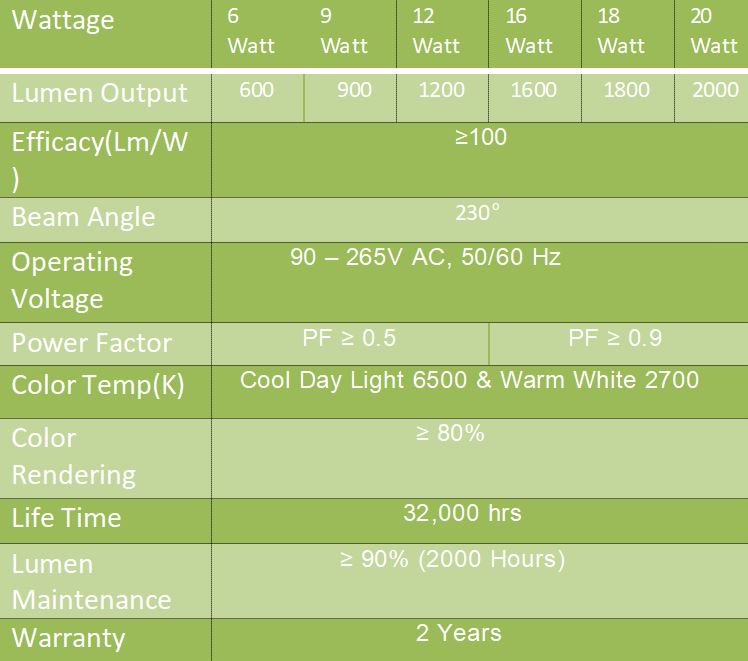 Wattage 6 Watt 9 Watt 12 Watt 16 Watt 18 Watt 20 Watt
Lumen Output 600 900 1200 1600 1800 2000
Efficacy(Lm/W) ≥100
Beam Angle 230°
Operating Voltage 90 – 265V AC, 50/60 Hz
Power Factor PF ≥ 0.5 PF ≥ 0.9
Color Temp(K) Cool Day Light 6500 & Warm White 2700
Color Rendering ≥ 80%
Life Time 32,000 hrs
Lumen Maintenance ≥ 90% (2000 Hours)
Warranty 2 Years